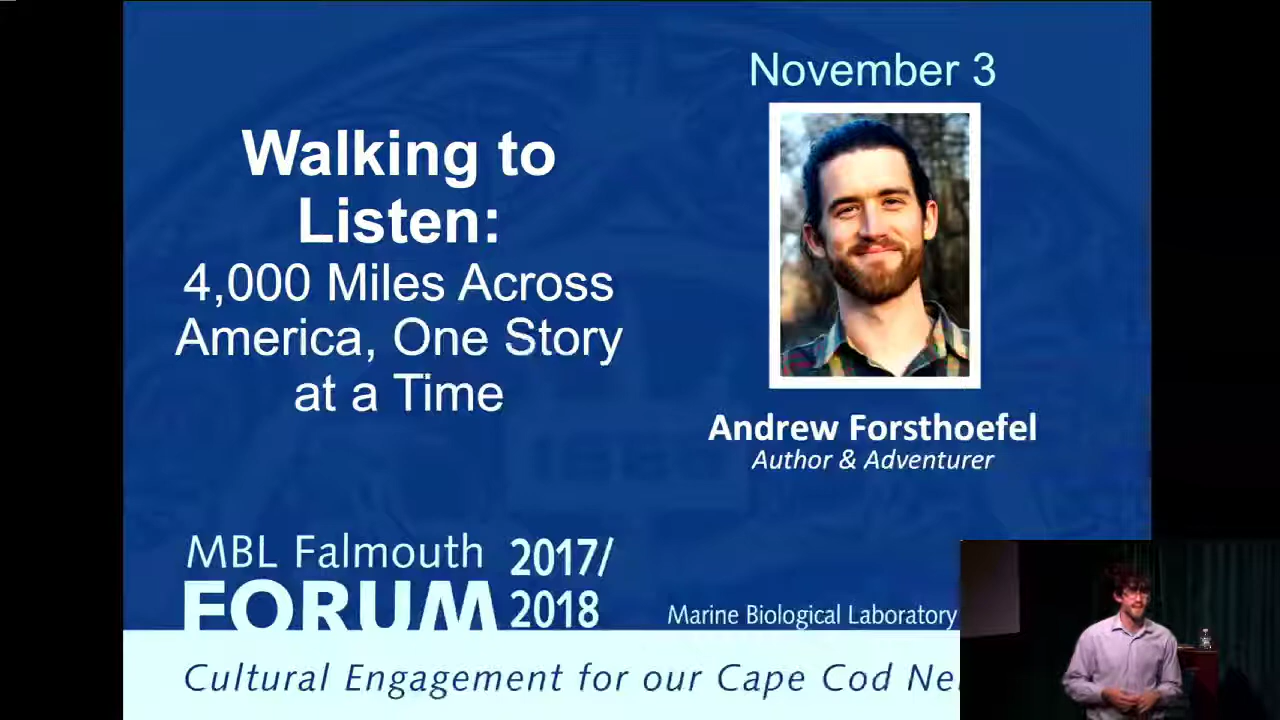 Walking to
Listen:
4,000 Miles Across
America, One Story
at a Time
November 3
Andrew Forsthoefel
Author & Adventurer
MBL Falmouth
FORUM
2017/
2018
Marine Biological Laboratory
Cultural Engagement for our Cape Cod